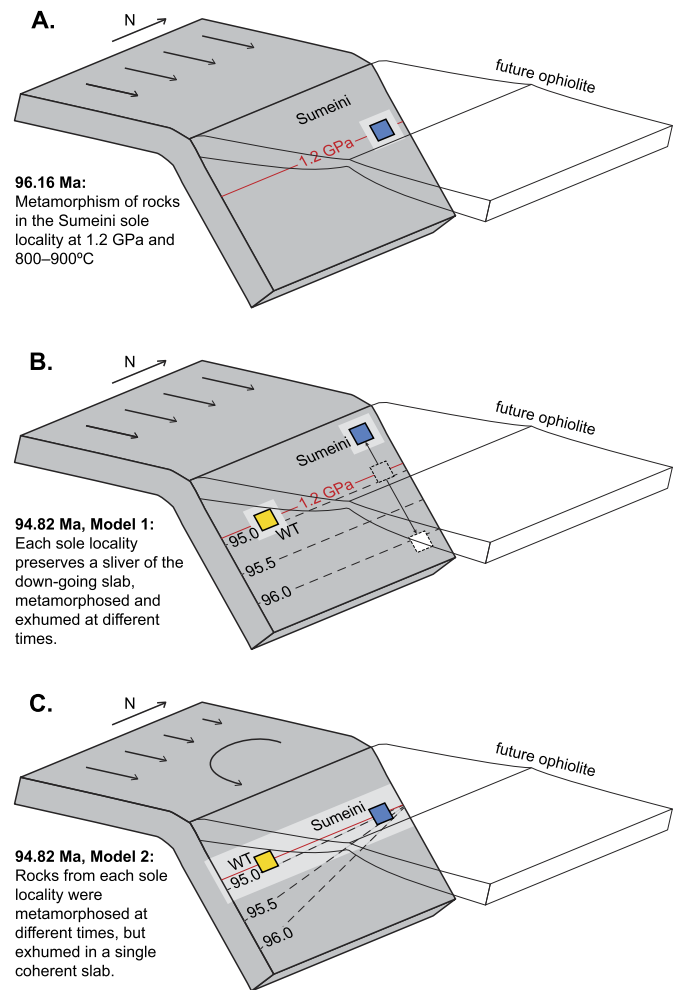 A.
N
future ophiolite
Sumeini
1.2 GPa
96.16 Ma:
Metamorphism of rocks
in the Sumeini sole
locality at 1.2 GPa and
800–900ºC
B.
N
future ophiolite
Sumeini
1.2 GPa
WT
95.0
95.5
96.0
94.82 Ma, Model 1:
Each sole locality
preserves a sliver of the
down-going slab,
metamorphosed and
exhumed at different
times.
C.
N
future ophiolite
Sumeini
WT
95.0
95.5
96.0
94.82 Ma, Model 2:
Rocks from each sole
locality were
metamorphosed at
different times, but
exhumed in a single
coherent slab.